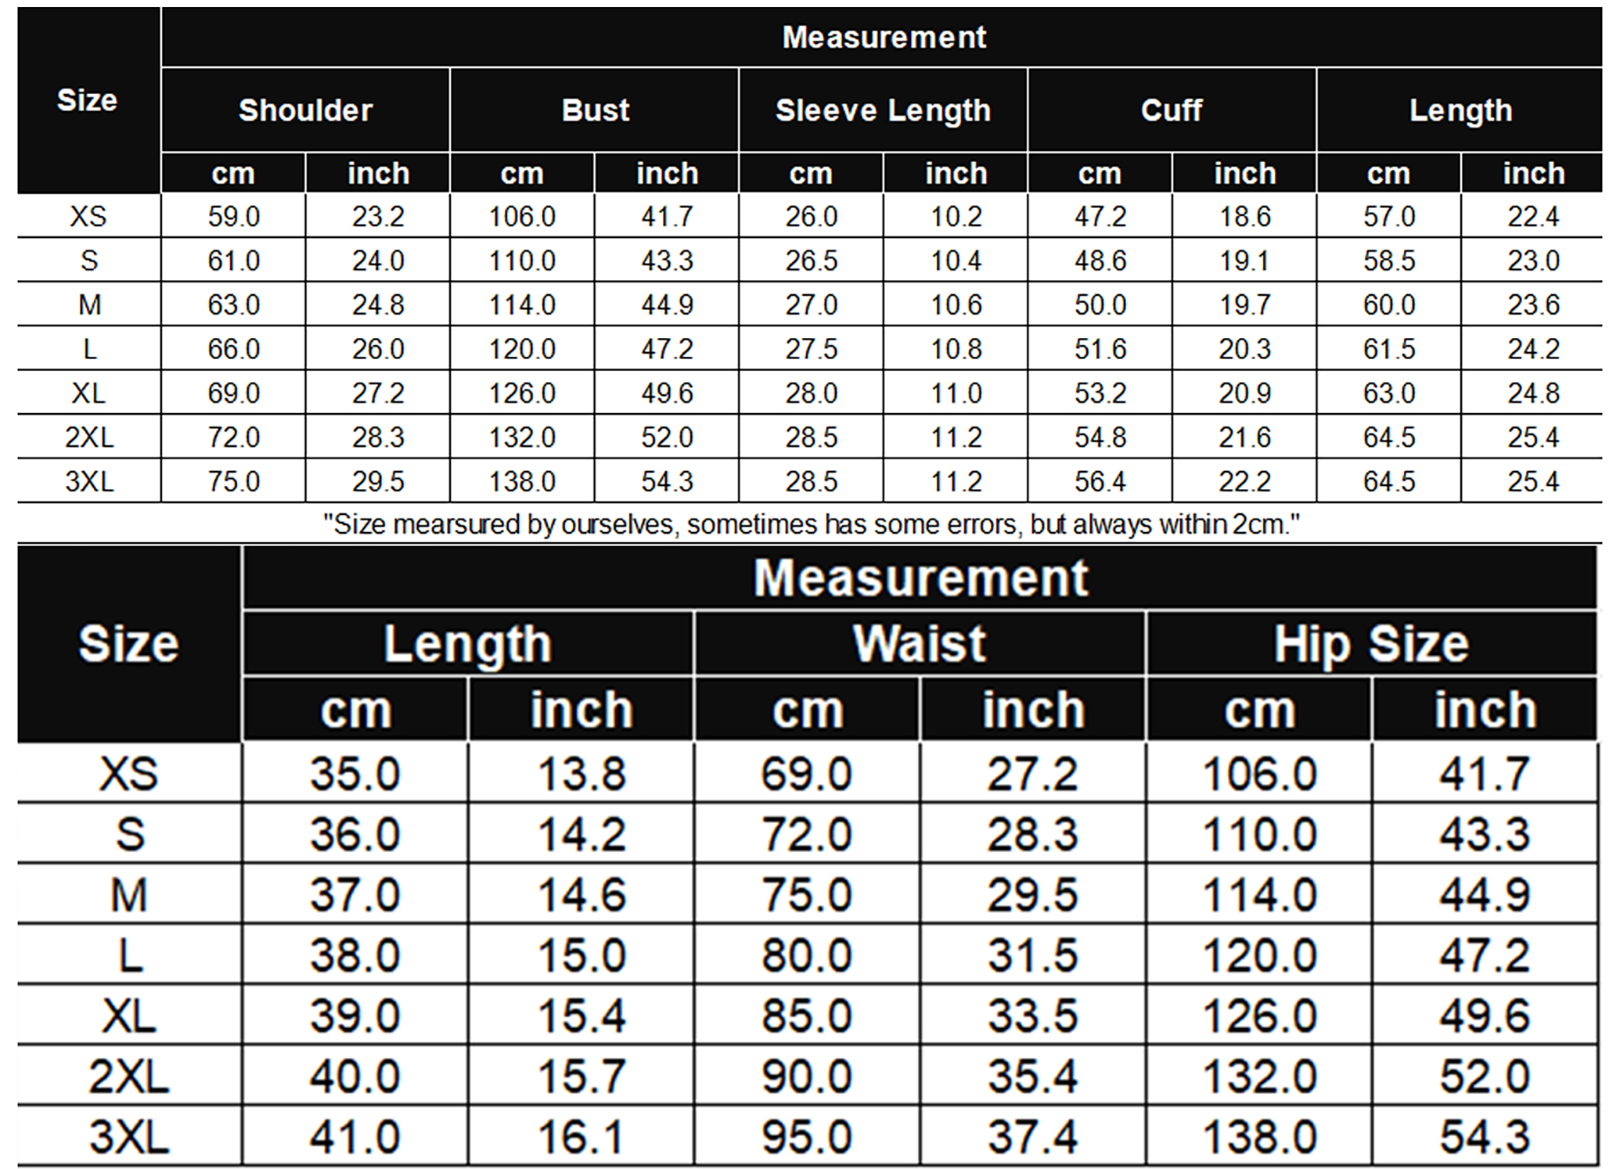 Measurement
Size Shoulder Bust Sleeve Length Cuff Length
cm inch cm inch cm inch cm inch cm inch
XS 59.0 23.2 106.0 41.7 26.0 10.2 47.2 18.6 57.0 22.4
S 61.0 24.0 110.0 43.3 26.5 10.4 48.6 19.1 58.5 23.0
M 63.0 24.8 114.0 44.9 27.0 10.6 50.0 19.7 60.0 23.6
L 66.0 26.0 120.0 47.2 27.5 10.8 51.6 20.3 61.5 24.2
XL 69.0 27.2 126.0 49.6 28.0 11.0 53.2 20.9 63.0 24.8
2XL 72.0 28.3 132.0 52.0 28.5 11.2 54.8 21.6 64.5 25.4
3XL 75.0 29.5 138.0 54.3 28.5 11.2 56.4 22.2 64.5 25.4
"Size mearsured by ourselves, sometimes has some errors, but always within 2cm."
Measurement
Size Length Waist Hip Size
cm inch cm inch cm inch
XS 35.0 13.8 69.0 27.2 106.0 41.7
S 36.0 14.2 72.0 28.3 110.0 43.3
M 37.0 14.6 75.0 29.5 114.0 44.9
L 38.0 15.0 80.0 31.5 120.0 47.2
XL 39.0 15.4 85.0 33.5 126.0 49.6
2XL 40.0 15.7 90.0 35.4 132.0 52.0
3XL 41.0 16.1 95.0 37.4 138.0 54.3